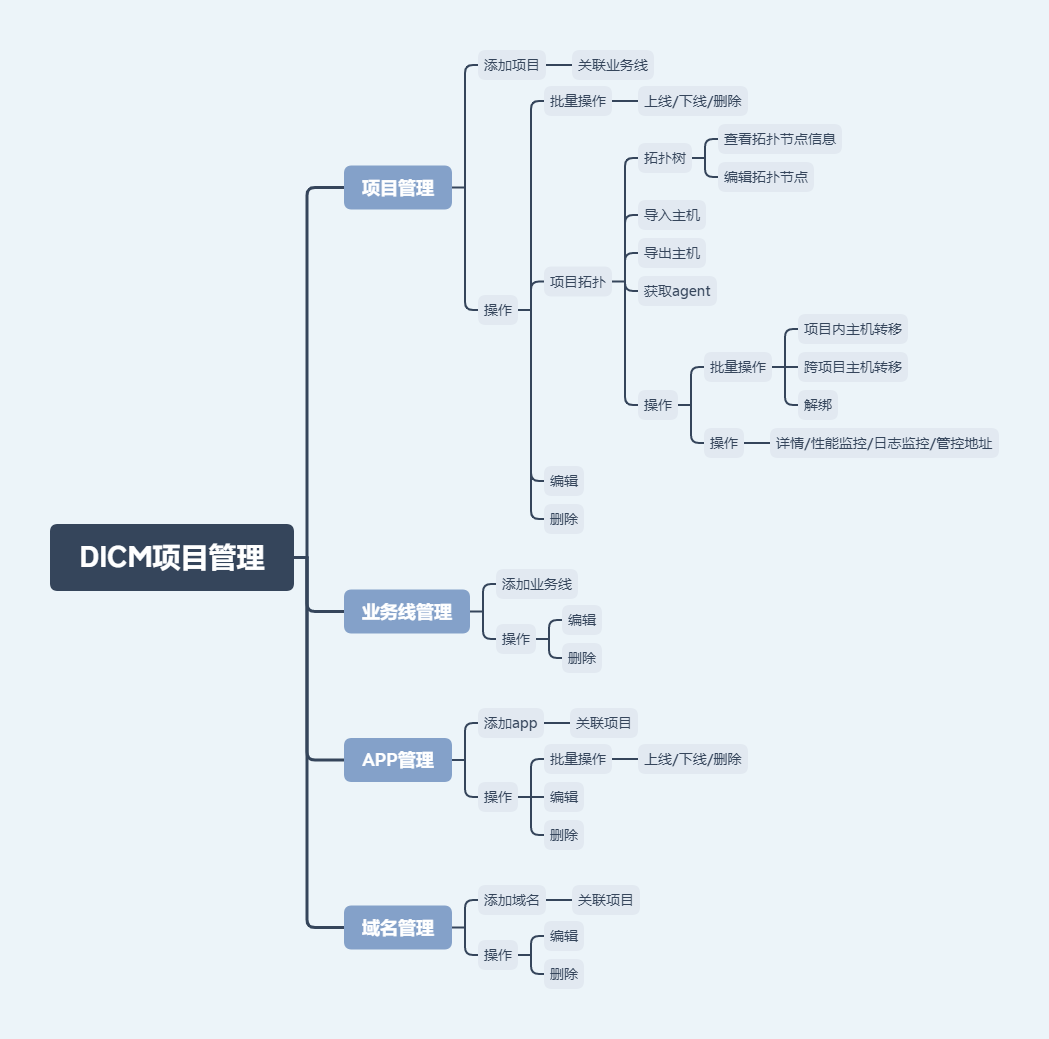 DICM项目管理
项目管理
添加项目
关联业务线
操作
批量操作
上线/下线/删除
项目拓扑
拓扑树
查看拓扑节点信息
编辑拓扑节点
导入主机
导出主机
获取agent
操作
批量操作
项目内主机转移
跨项目主机转移
解绑
操作
详情/性能监控/日志监控/管控地址
编辑
删除
业务线管理
添加业务线
操作
编辑
删除
APP管理
添加app
关联项目
操作
批量操作
上线/下线/删除
编辑
删除
域名管理
添加域名
关联项目
操作
编辑
删除